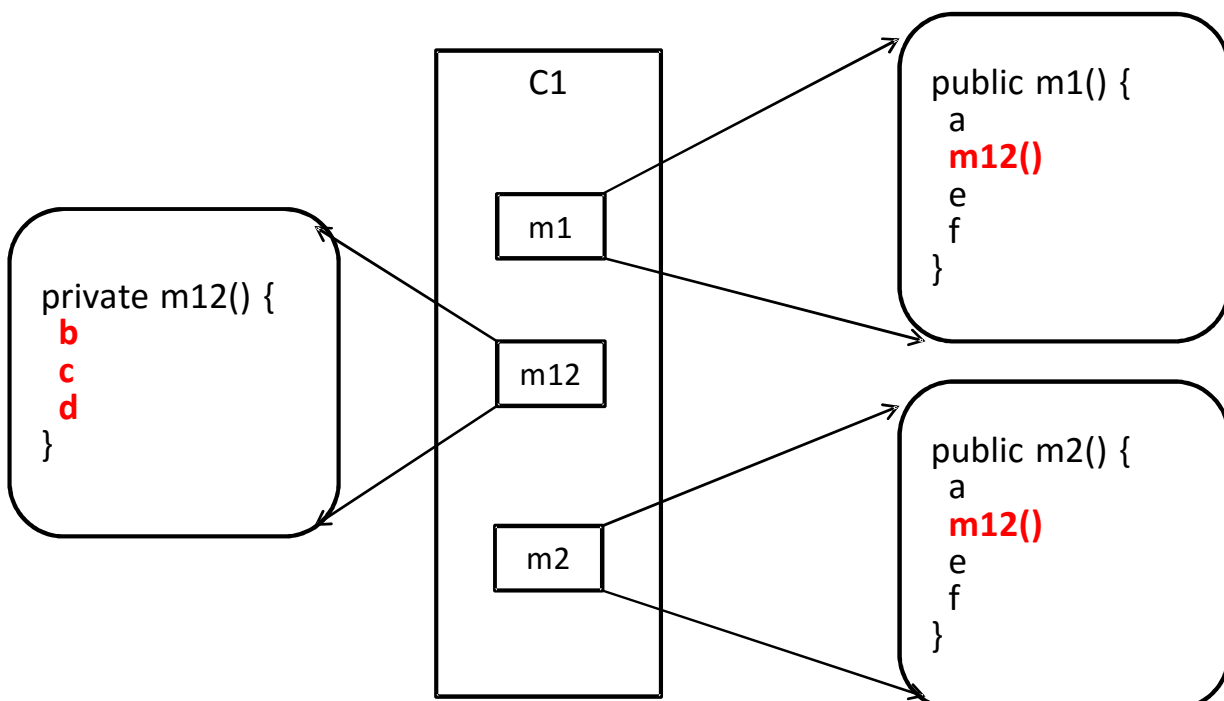 C1
m1
m12
m2
private m12() {
b
c
d
}
public m1() {
a
m12()
e
f
}
public m2() {
a
m12()
e
f
}